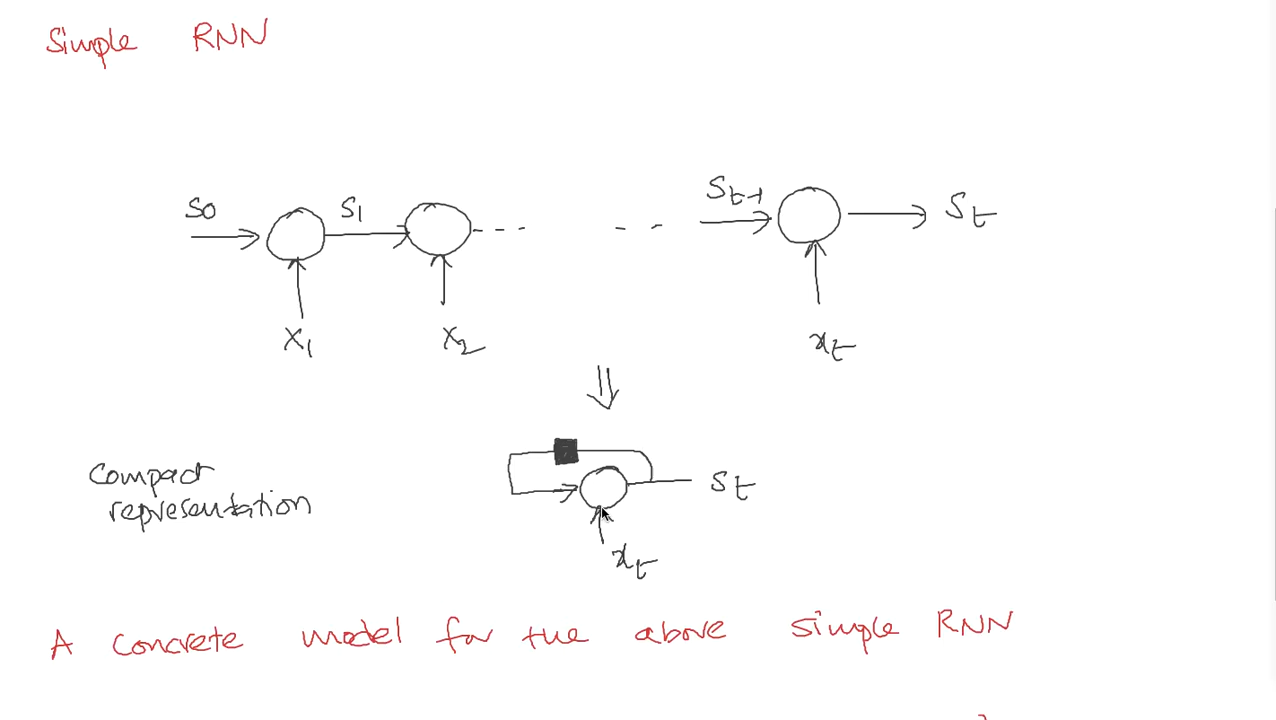 Simple RNN
S0 S1 St-1 St
X1 X2 xt
Compact
representation
St
xt
A concrete model for the above simple RNN